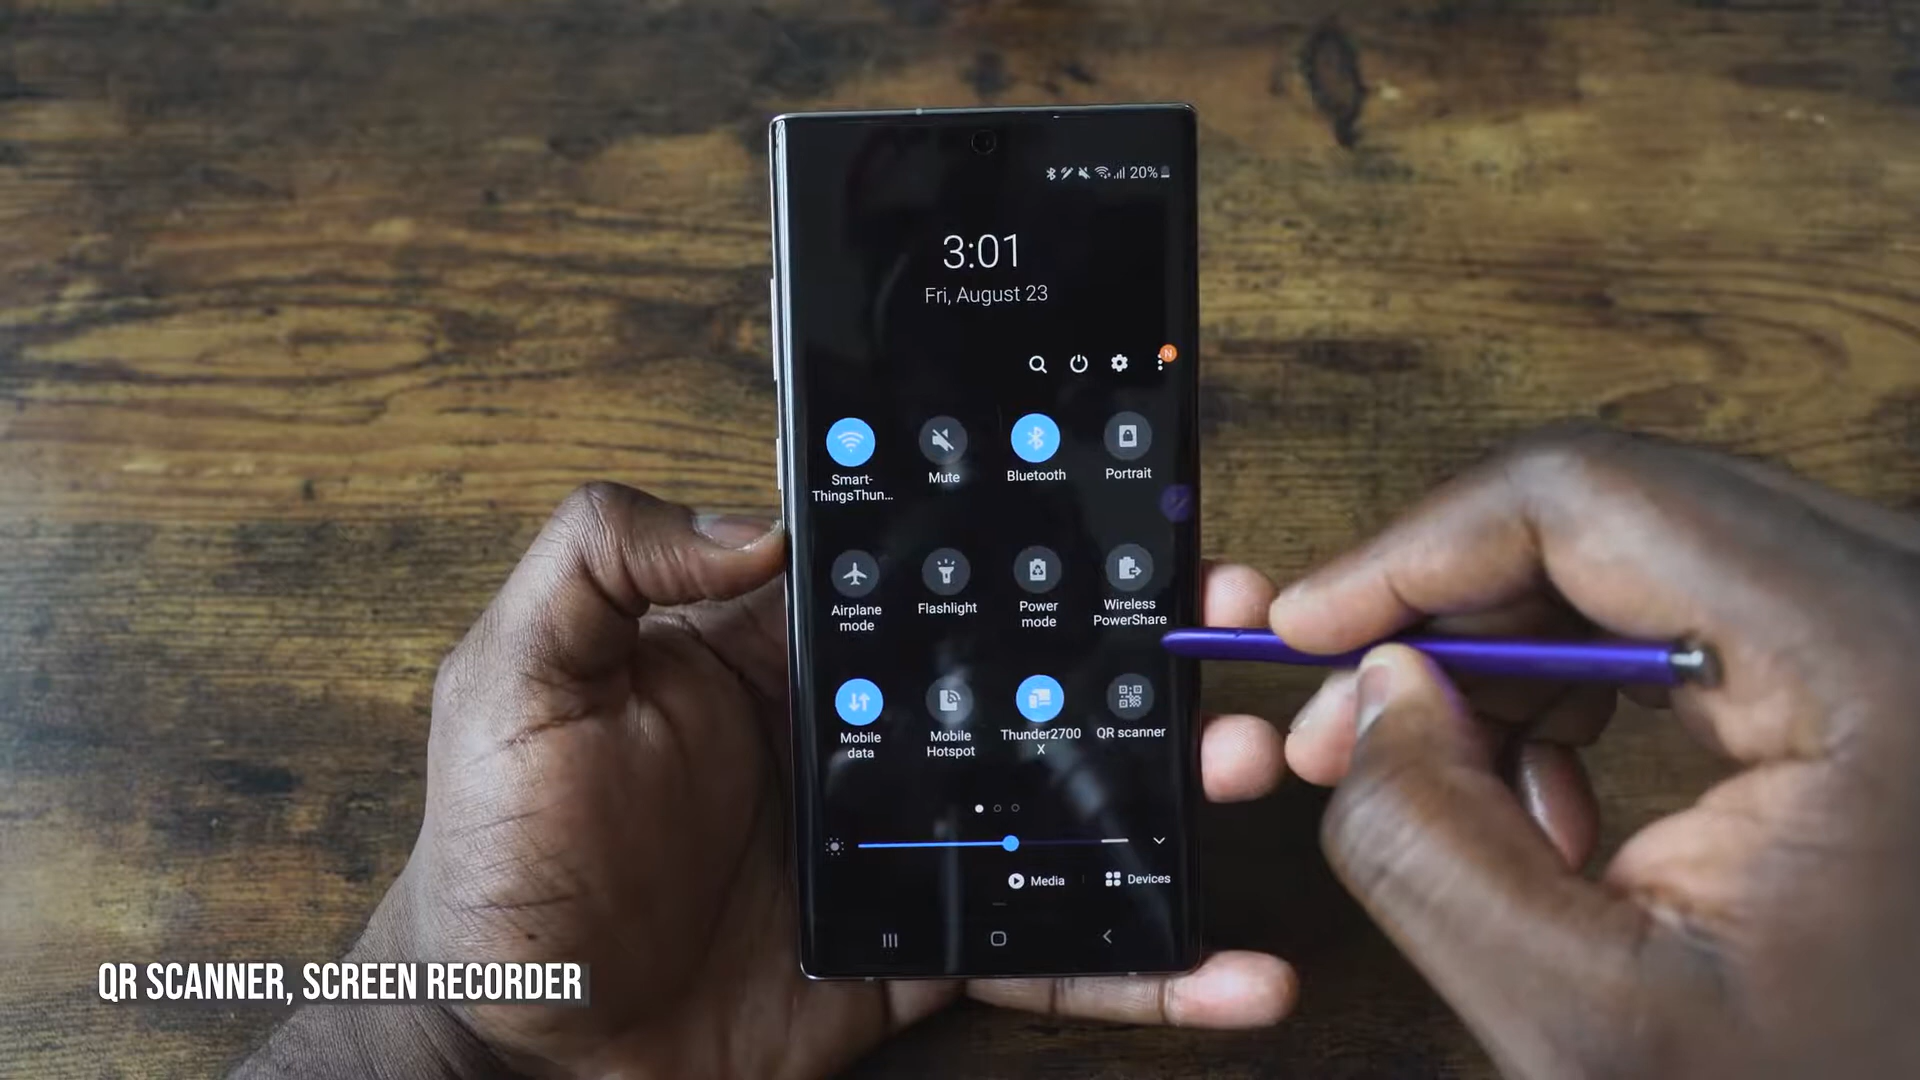 20%
3:01
Fri, August 23
N
Smart-
ThingsThun...
Mute
Bluetooth
Portrait
Airplane
mode
Flashlight
Power
mode
Wireless
PowerShare
Mobile
data
Mobile
Hotspot
Thunder2700
X
QR scanner
Media
Devices
QR SCANNER, SCREEN RECORDER